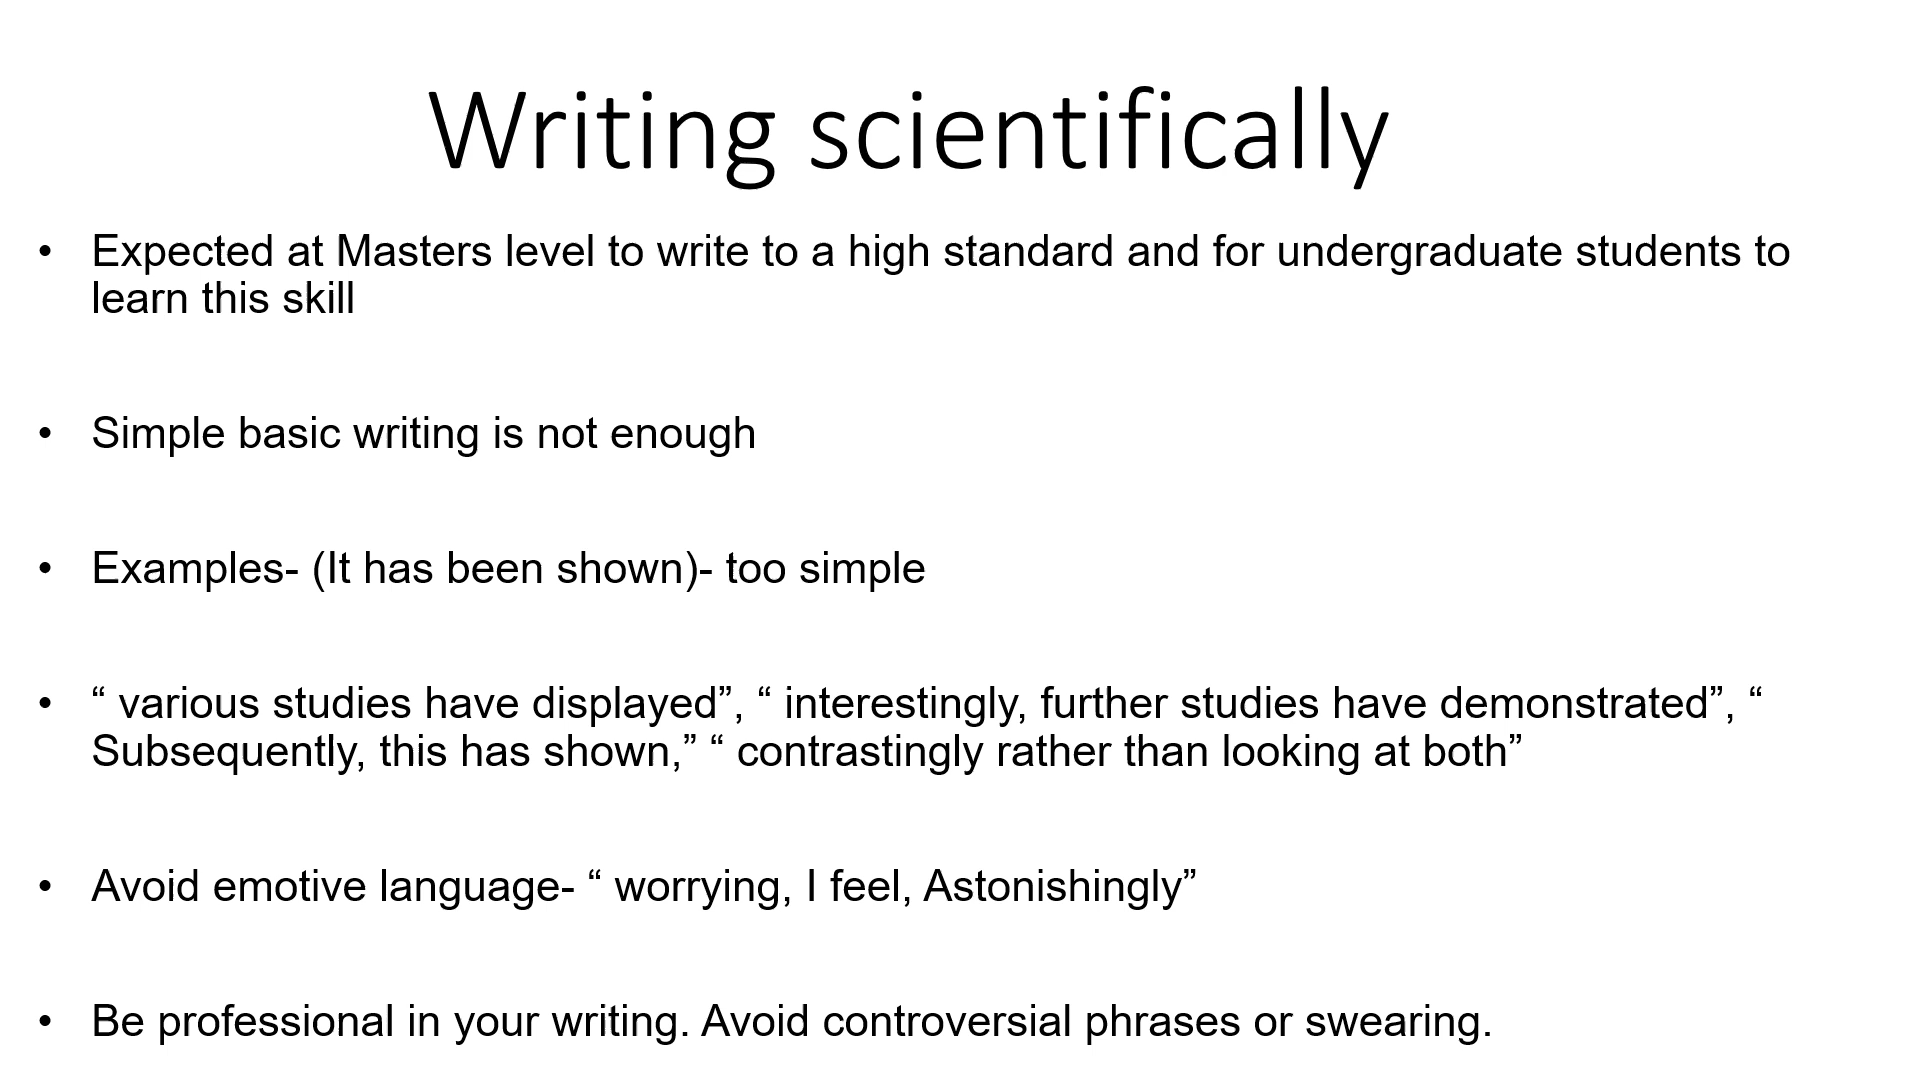 Writing scientifically
• Expected at Masters level to write to a high standard and for undergraduate students to
learn this skill
• Simple basic writing is not enough
• Examples- (It has been shown)- too simple
• “ various studies have displayed”, “ interestingly, further studies have demonstrated”, “
Subsequently, this has shown,” “ contrastingly rather than looking at both”
• Avoid emotive language- “ worrying, I feel, Astonishingly”
• Be professional in your writing. Avoid controversial phrases or swearing.